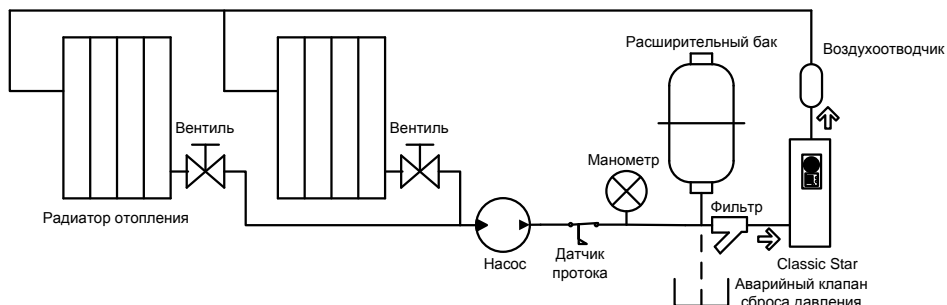 Расширительный бак
Воздухоотводчик
Вентиль
Вентиль
Манометр
Фильтр
Радиатор отопления
Насос
Датчик
протока
Classic Star
Аварийный клапан
сброса давления